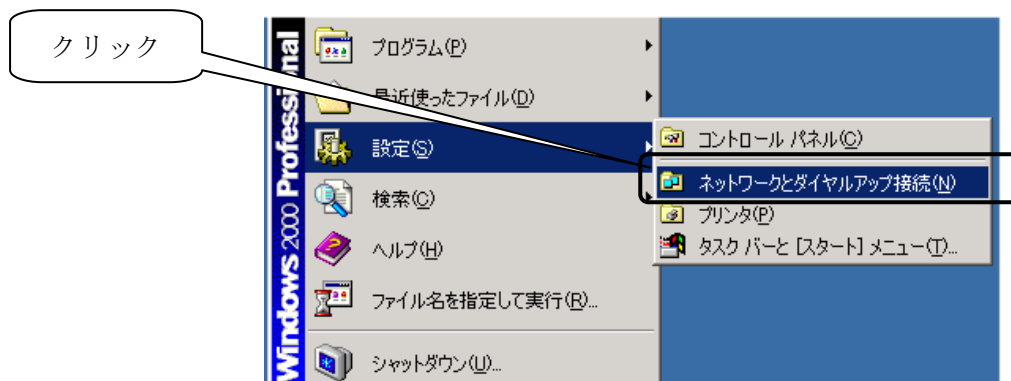 クリック
Windows 2000 Professional
プログラム(P)
最近使ったファイル(D)
設定(S)
検索(C)
ヘルプ(H)
ファイル名を指定して実行(R)...
シャットダウン(U)...
コントロール パネル(C)
ネットワークとダイヤルアップ接続(N)
プリンタ(P)
タスク バーと [スタート] メニュー(T)...